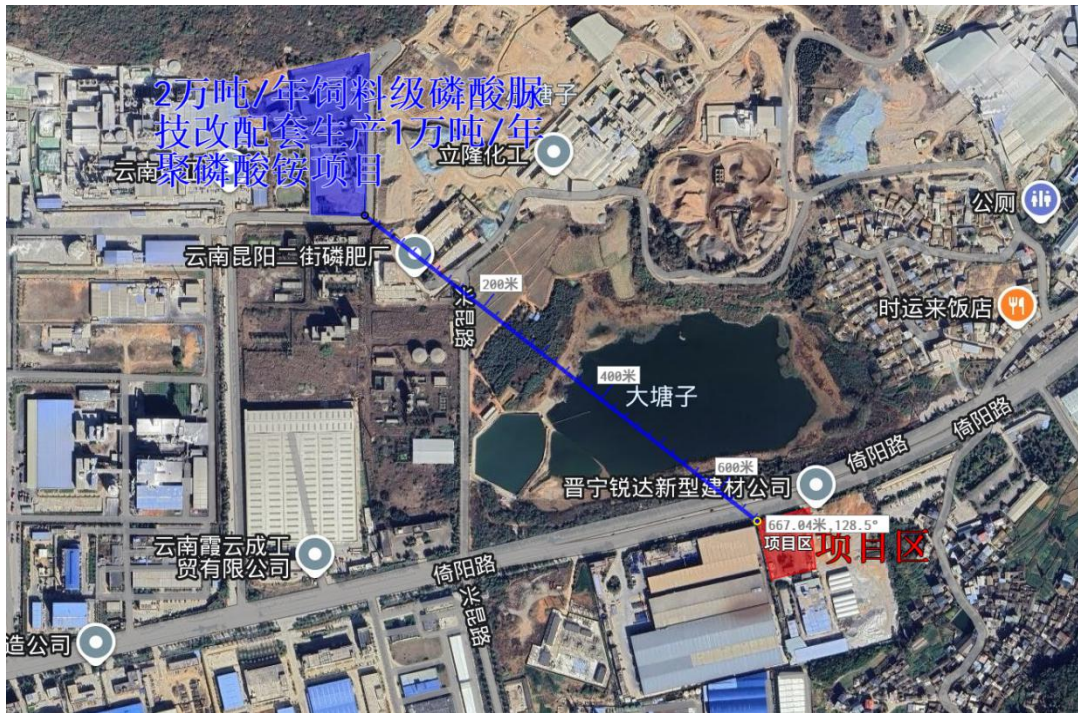 2万吨/年饲料级磷酸脲
塘子
技改配套生产1万吨/年
立隆化工
云南
聚磷酸铵项目
公厕
云南昆阳二街磷肥厂
200米
兴昆路
时运来饭店
400米
大塘子
倚阳路
倚阳路
600米
晋宁锐达新型建材公司
667.04米,128.5°
项目区
项目区
云南霞云成工
贸有限公司
倚阳路
兴昆路
造公司